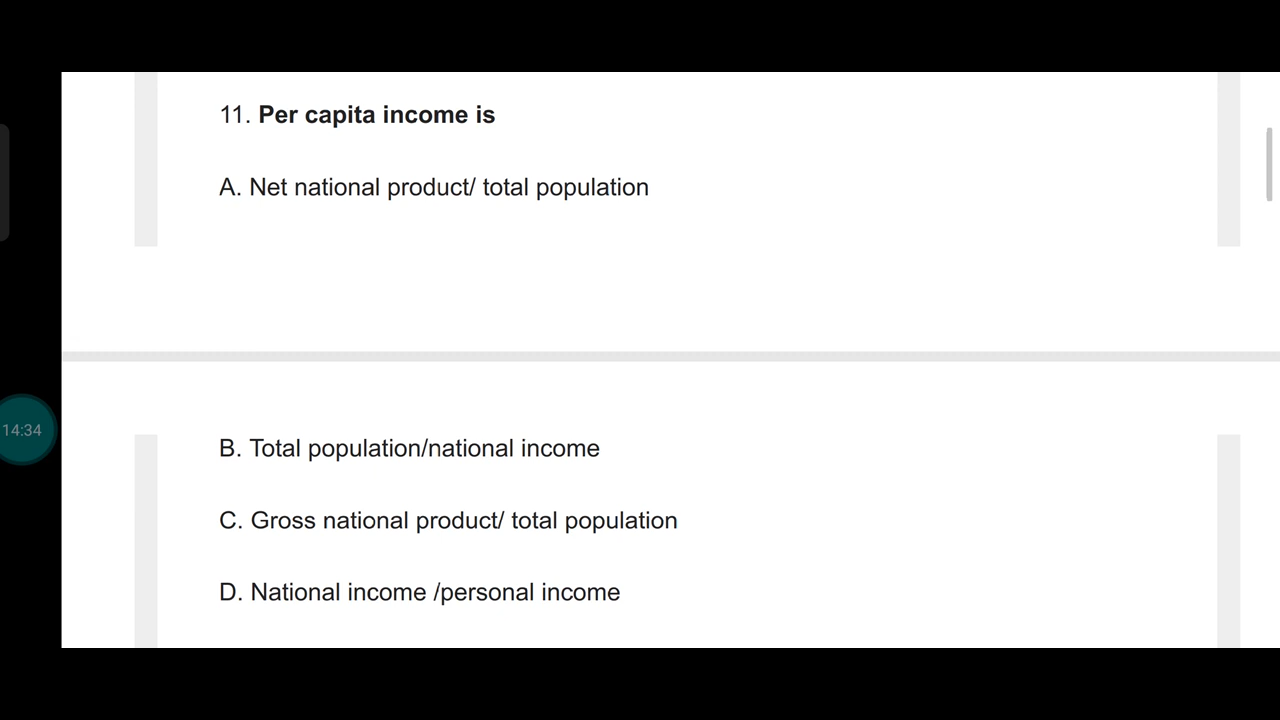 11. Per capita income is
A. Net national product/ total population
14:34
B. Total population/national income
C. Gross national product/ total population
D. National income /personal income